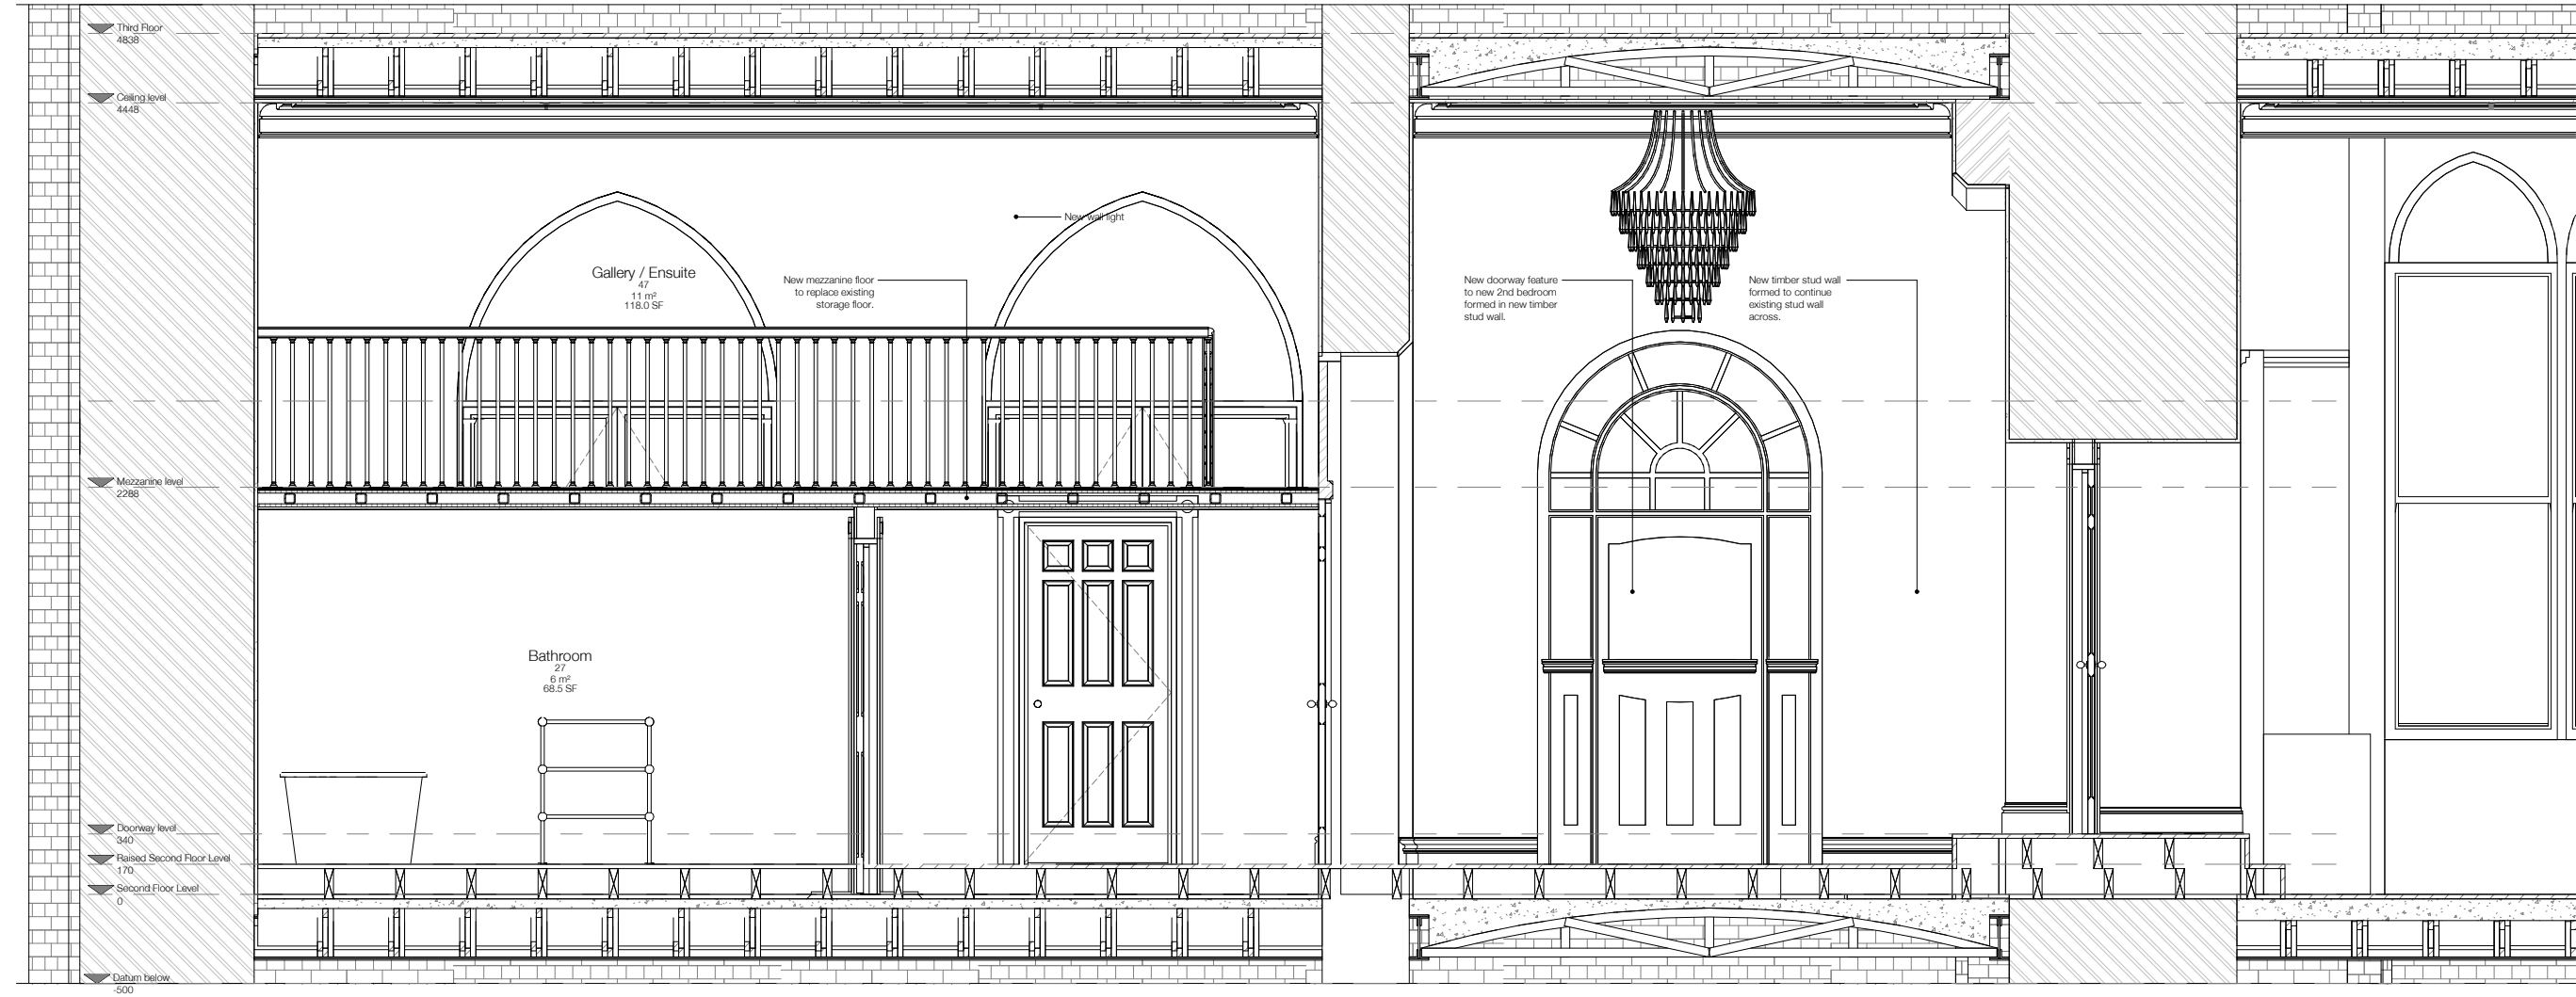 Third Floor
4838
Ceiling level
4448
New wall light
Gallery / Ensuite
47
11 m²
118.0 SF
New mezzanine floor
to replace existing
storage floor.
New doorway feature
to new 2nd bedroom
formed in new timber
stud wall.
New timber stud wall
formed to continue
existing stud wall
across.
Mezzanine level
2288
Bathroom
27
6 m²
68.5 SF
Doorway level
340
Raised Second Floor Level
170
Second Floor Level
0
Datum below
-500